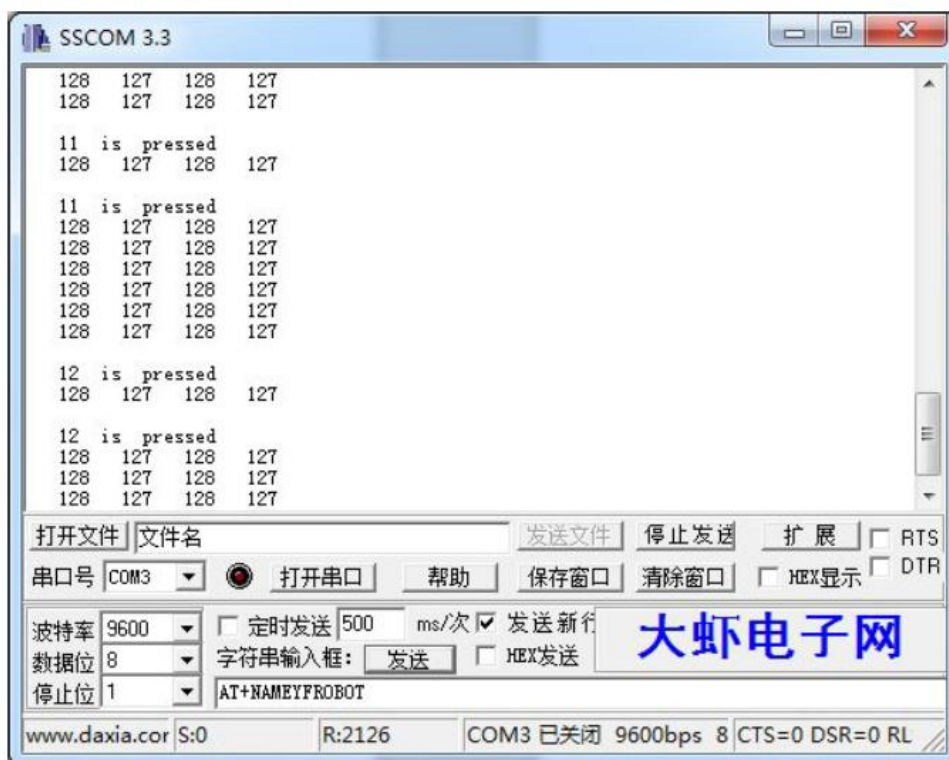 SSCOM 3.3
128 127 128 127
128 127 128 127
11 is pressed
128 127 128 127
11 is pressed
128 127 128 127
128 127 128 127
128 127 128 127
128 127 128 127
128 127 128 127
128 127 128 127
12 is pressed
128 127 128 127
12 is pressed
128 127 128 127
128 127 128 127
128 127 128 127
打开文件 文件名 发送文件 停止发送 扩展 RTS
串口号 COM3 打开串口 帮助 保存窗口 清除窗口 HEX显示 DTR
波特率 9600 定时发送 500 ms/次 发送新行 大虾电子网
数据位 8 字符串输入框： 发送 HEX发送
停止位 1 AT+NAMEYFROBOT
www.daxia.cor S:0 R:2126 COM3 已关闭 9600bps 8 CTS=0 DSR=0 RL